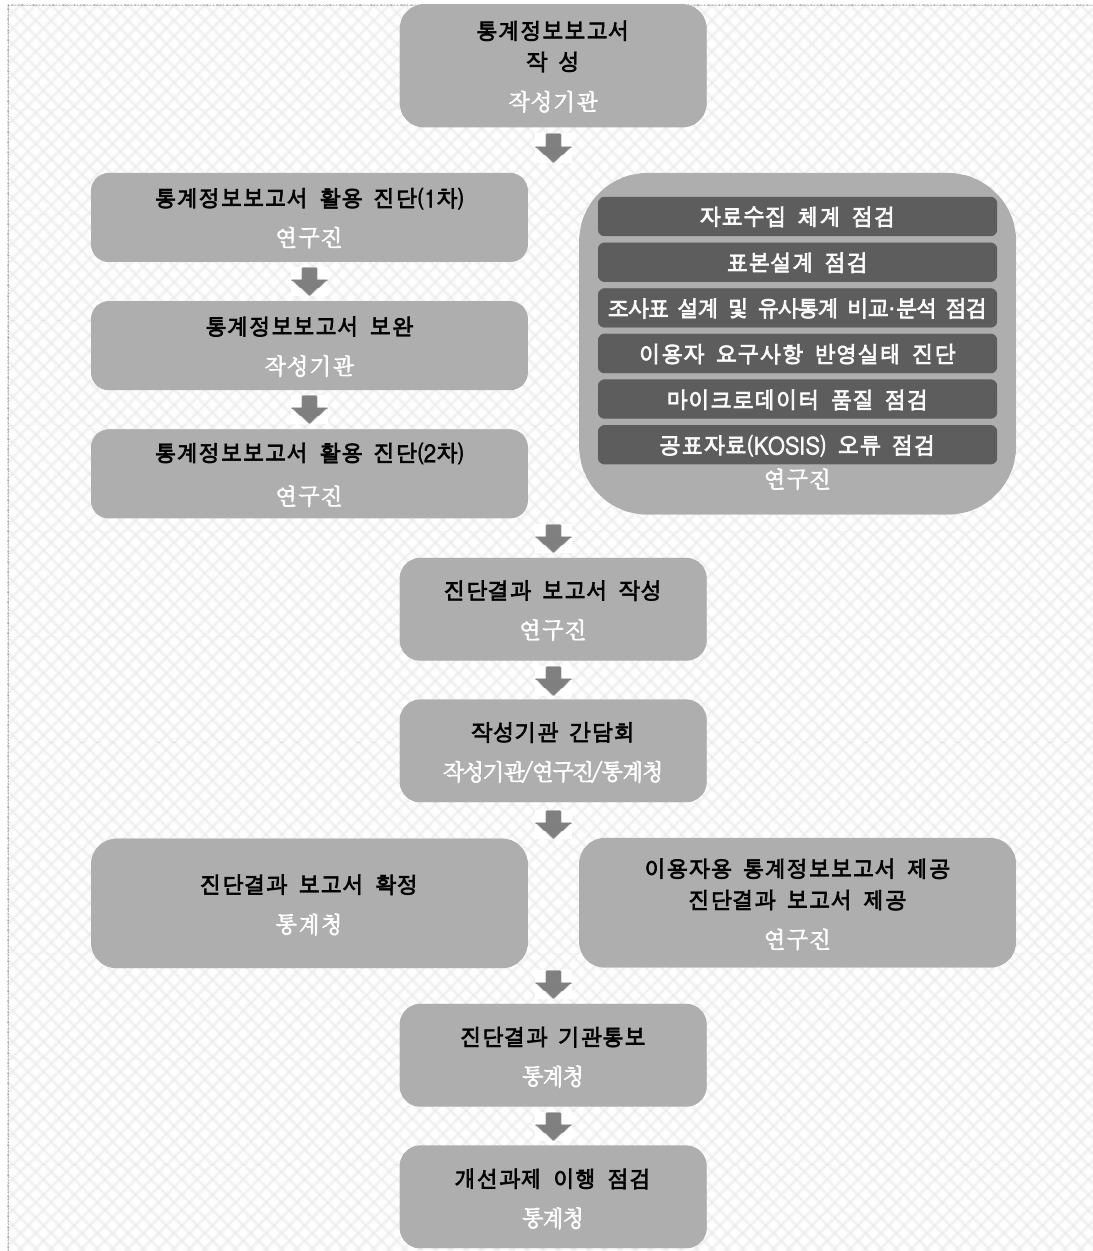 통계정보보고서
작 성
작성기관
통계정보보고서 활용 진단(1차)
연구진
통계정보보고서 보완
작성기관
통계정보보고서 활용 진단(2차)
연구진
자료수집 체계 점검
표본설계 점검
조사표 설계 및 유사통계 비교·분석 점검
이용자 요구사항 반영실태 진단
마이크로데이터 품질 점검
공표자료(KOSIS) 오류 점검
연구진
진단결과 보고서 작성
연구진
작성기관 간담회
작성기관/연구진/통계청
진단결과 보고서 확정
통계청
이용자용 통계정보보고서 제공
진단결과 보고서 제공
연구진
진단결과 기관통보
통계청
개선과제 이행 점검
통계청